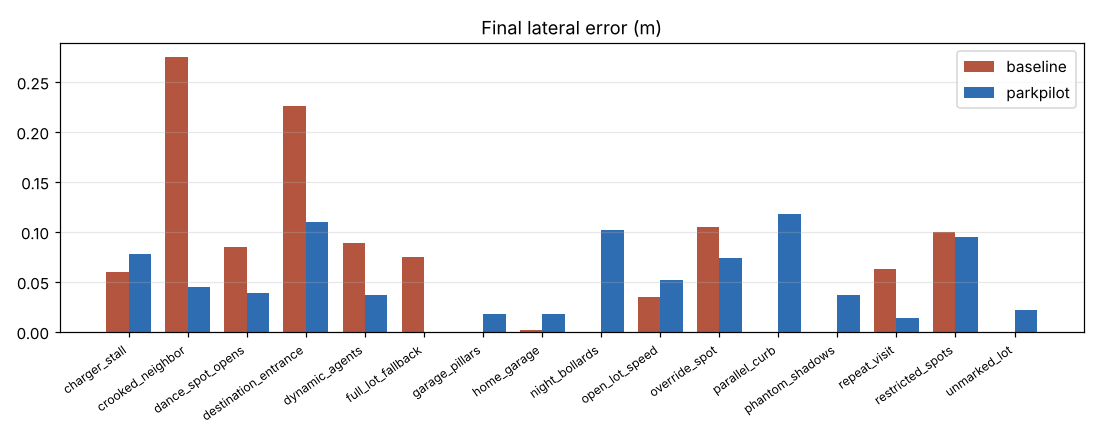 Final lateral error (m)
baseline
parkpilot
0.25
0.20
0.15
0.10
0.05
0.00
charger_stall
crooked_neighbor
dance_spot_opens
destination_entrance
dynamic_agents
full_lot_fallback
garage_pillars
home_garage
night_bollards
open_lot_speed
override_spot
parallel_curb
phantom_shadows
repeat_visit
restricted_spots
unmarked_lot